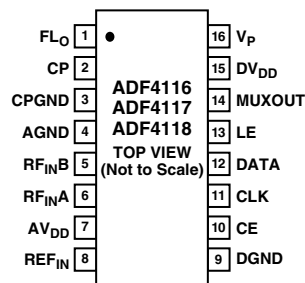 FLO 1
CP 2
CPGND 3
AGND 4
RFINB 5
RFINA 6
AVDD 7
REFIN 8
ADF4116
ADF4117
ADF4118
TOP VIEW
(Not to Scale)
16 VP
15 DVDD
14 MUXOUT
13 LE
12 DATA
11 CLK
10 CE
9 DGND